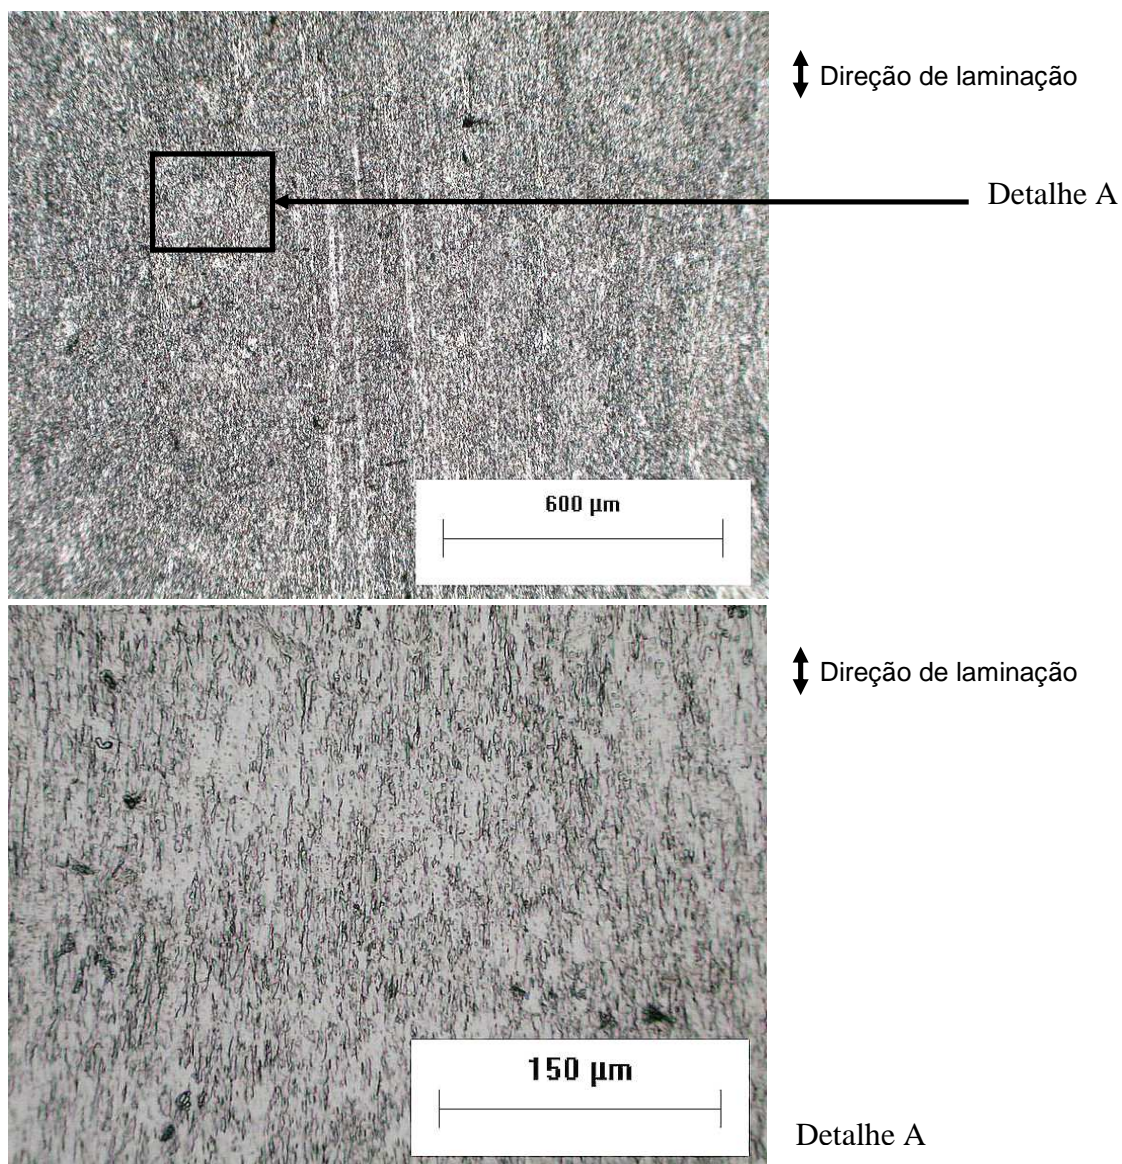 Direção de laminação
Detalhe A
600 µm
Direção de laminação
150 µm
Detalhe A